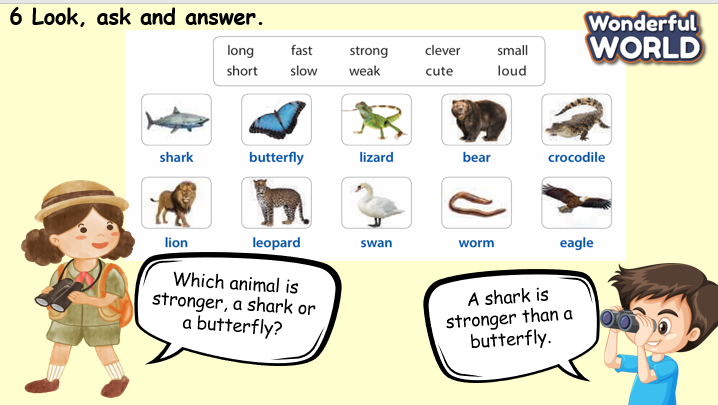 6 Look, ask and answer.
Wonderful
WORLD
long fast strong clever small
short slow weak cute loud
shark butterfly lizard bear crocodile
lion leopard swan worm eagle
Which animal is
stronger, a shark or
a butterfly?
A shark is
stronger than a
butterfly.